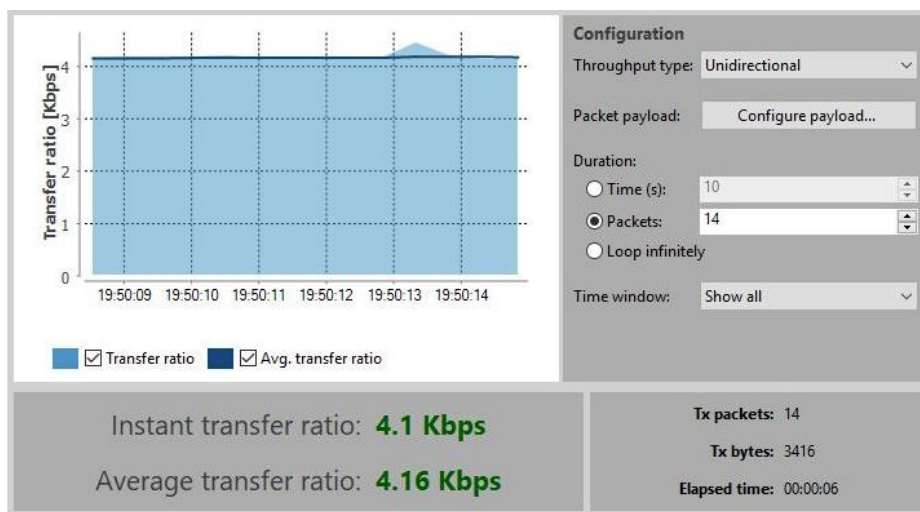 Transfer ratio [Kbps]
4
3
2
1
0
19:50:09 19:50:10 19:50:11 19:50:12 19:50:13 19:50:14
Transfer ratio Avg. transfer ratio
Configuration
Throughput type: Unidirectional
Packet payload: Configure payload...
Duration:
Time (s): 10
Packets: 14
Loop infinitely
Time window: Show all
Instant transfer ratio: 4.1 Kbps
Average transfer ratio: 4.16 Kbps
Tx packets: 14
Tx bytes: 3416
Elapsed time: 00:00:06